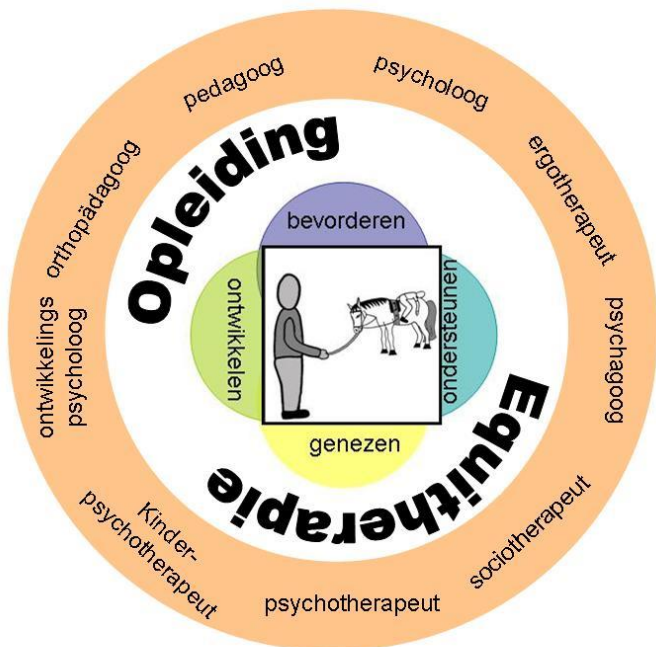 Opleiding
Equitherapie
bevorderen
ondersteunen
genezen
ontwikkelen
pedagoog
psycholoog
ergotherapeut
psychagoog
sociotherapeut
psychotherapeut
Kinder-
psychotherapeut
ontwikkelings
psycholoog
orthopädagoog